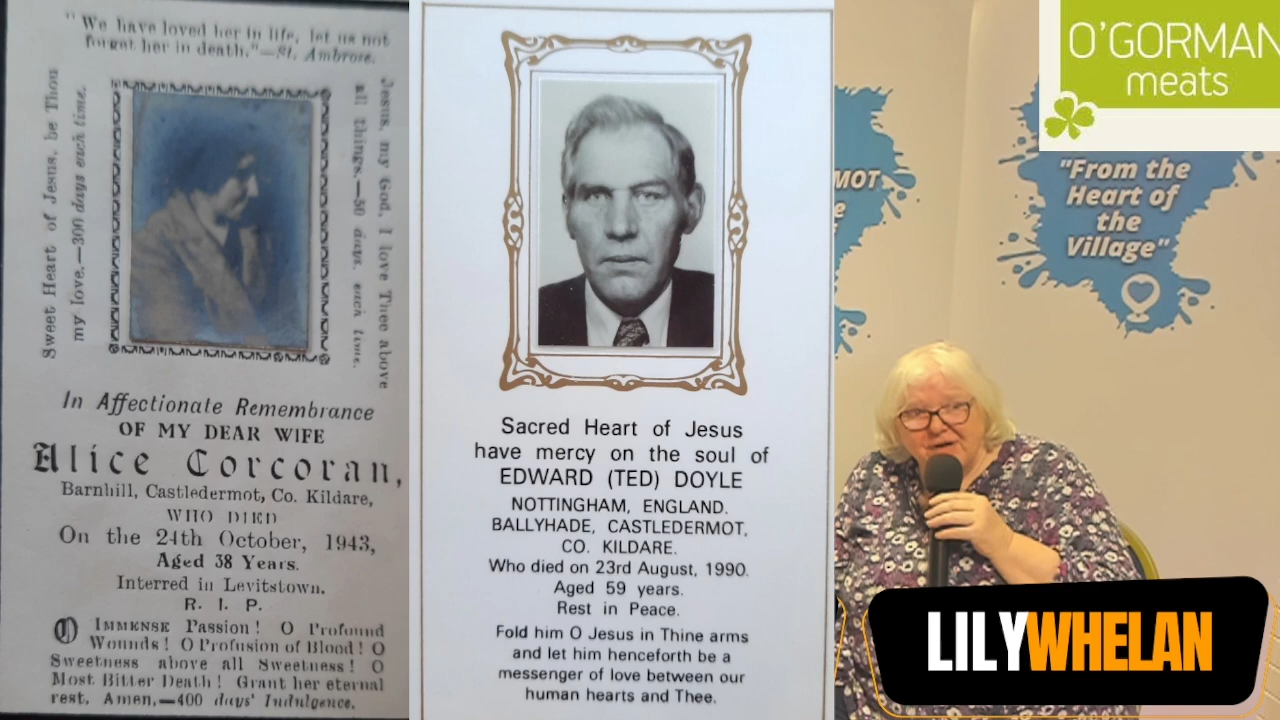 "We have loved her in life, let us not
forget her in death."—St. Ambrose.
Sweet Heart of Jesus, be Thou
my love.—300 days each time.
Jesus, my God, I love Thee above
all things.—50 days, each time.
In Affectionate Remembrance
OF MY DEAR WIFE
Alice Corcoran,
Barnhill, Castledermot, Co. Kildare,
WHO DIED
On the 24th October, 1943,
Aged 38 Years.
Interred in Levitstown.
R. I. P.
O IMMENSE Passion! O Profound
Wounds! O Profusion of Blood! O
Sweetness above all Sweetness! O
Most Bitter Death! Grant her eternal
rest, Amen.—400 days' Indulgence.
Sacred Heart of Jesus
have mercy on the soul of
EDWARD (TED) DOYLE
NOTTINGHAM, ENGLAND.
BALLYHADE, CASTLEDERMOT,
CO. KILDARE.
Who died on 23rd August, 1990.
Aged 59 years.
Rest in Peace.
Fold him O Jesus in Thine arms
and let him henceforth be a
messenger of love between our
human hearts and Thee.
O'GORMAN
meats
MOT
e
"From the
Heart of
the
Village"
LILYWHELAN